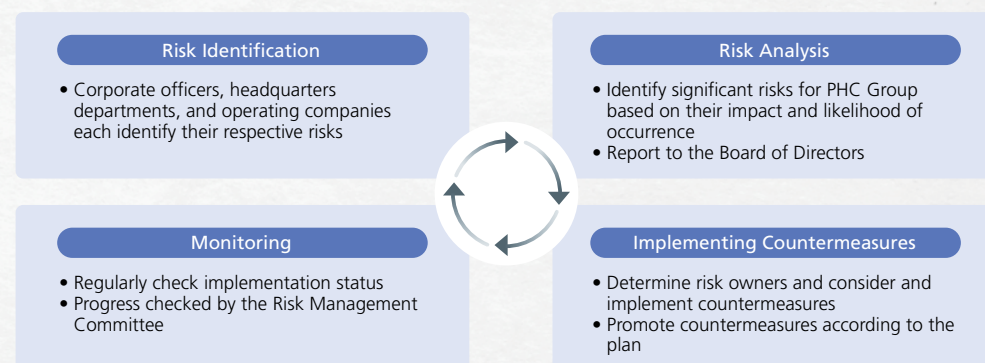 Risk Identification
• Corporate officers, headquarters
departments, and operating companies
each identify their respective risks
Risk Analysis
• Identify significant risks for PHC Group
based on their impact and likelihood of
occurrence
• Report to the Board of Directors
Monitoring
• Regularly check implementation status
• Progress checked by the Risk Management
Committee
Implementing Countermeasures
• Determine risk owners and consider and
implement countermeasures
• Promote countermeasures according to the
plan